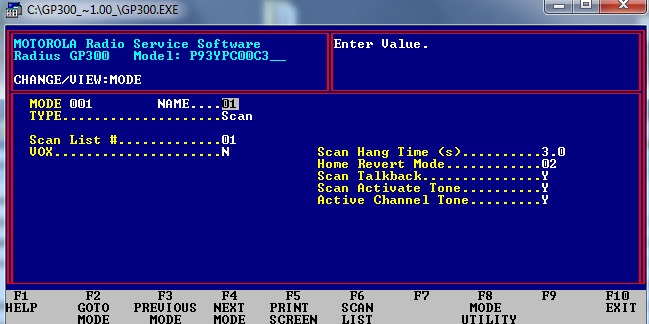 C:\GP300_~1.00_\GP300.EXE
MOTOROLA Radio Service Software
Radius GP300 Model: P93YPC00C3__
Enter Value.
CHANGE/VIEW:MODE
MODE 001 NAME....01
TYPE....................Scan
Scan List #.............01
VOX.....................N
Scan Hang Time (s)..........3.0
Home Revert Mode............02
Scan Talkback...............Y
Scan Activate Tone..........Y
Active Channel Tone.........Y
F1 F2 F3 F4 F5 F6 F7 F8 F9 F10
HELP GOTO PREVIOUS NEXT PRINT SCAN MODE EXIT
MODE MODE MODE SCREEN LIST UTILITY